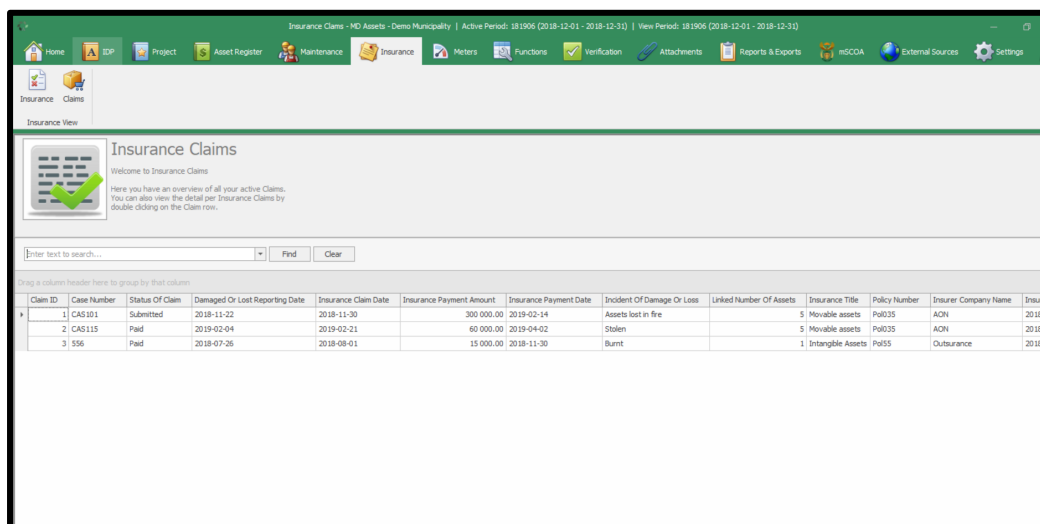 Insurance Claims - MD Assets - Demo Municipality | Active Period: 181906 (2018-12-01 - 2018-12-31) | View Period: 181906 (2018-12-01 - 2018-12-31)
Home IDP Project Asset Register Maintenance Insurance Meters Functions Verification Attachments Reports & Exports mSCOA External Sources Settings
Insurance Claims
Insurance View
Insurance Claims
Welcome to Insurance Claims
Here you have an overview of all your active Claims.
You can also view the detail per Insurance Claims by
double clicking on the Claim row.
Enter text to search... Find Clear
Drag a column header here to group by that column
Claim ID Case Number Status Of Claim Damaged Or Lost Reporting Date Insurance Claim Date Insurance Payment Amount Insurance Payment Date Incident Of Damage Or Loss Linked Number Of Assets Insurance Title Policy Number Insurer Company Name Insu
1 CAS101 Submitted 2018-11-22 2018-11-30 300 000.00 2019-02-14 Assets lost in fire 5 Movable assets Pol035 AON 2018
2 CAS115 Paid 2019-02-04 2019-02-21 60 000.00 2019-04-02 Stolen 5 Movable assets Pol035 AON 2018
3 556 Paid 2018-07-26 2018-08-01 15 000.00 2018-11-30 Burnt 1 Intangible Assets Pol55 Outsurance 2018